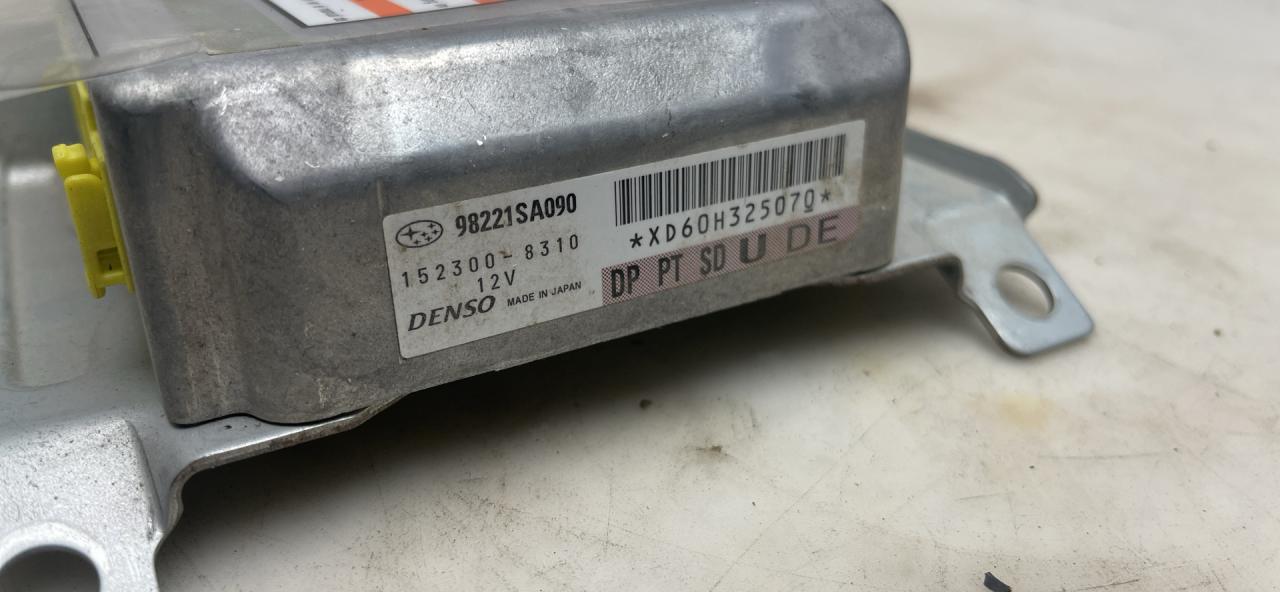 98221SA090
152300-8310
12V
DENSO MADE IN JAPAN
*XD60H325070*
DP PT SD U DE